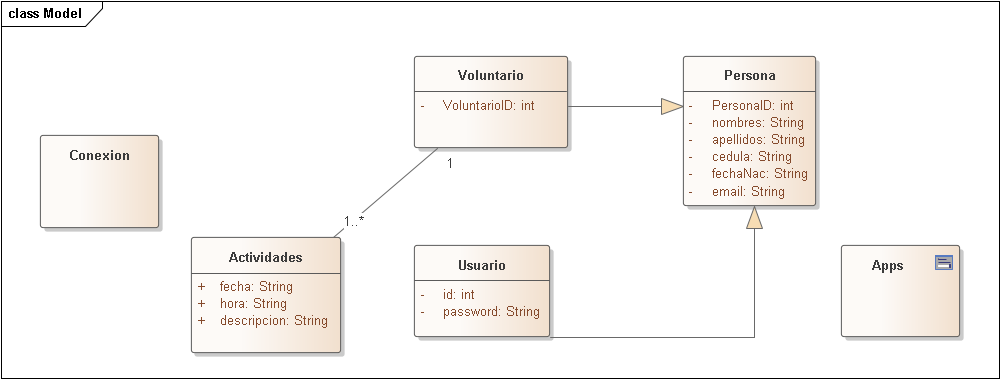 class Model
Voluntario
- VoluntarioID: int
Persona
- PersonaID: int
- nombres: String
- apellidos: String
- cedula: String
- fechaNac: String
- email: String
Conexion
1
1..*
Actividades
+ fecha: String
+ hora: String
+ descripcion: String
Usuario
- id: int
- password: String
Apps